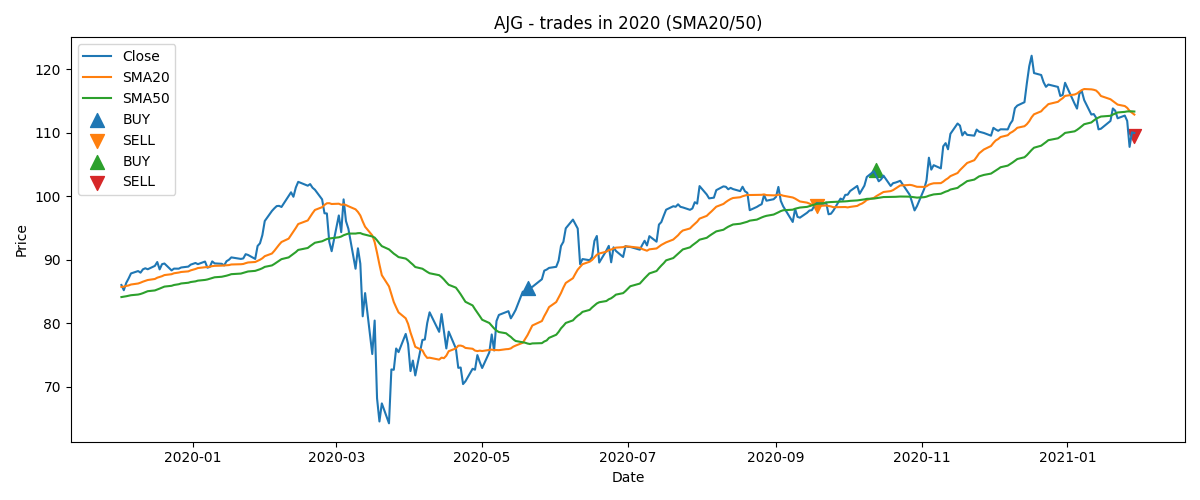 AJG - trades in 2020 (SMA20/50)
Close
SMA20
SMA50
BUY
SELL
BUY
SELL
Price
120
110
100
90
80
70
2020-01
2020-03
2020-05
2020-07
2020-09
2020-11
2021-01
Date